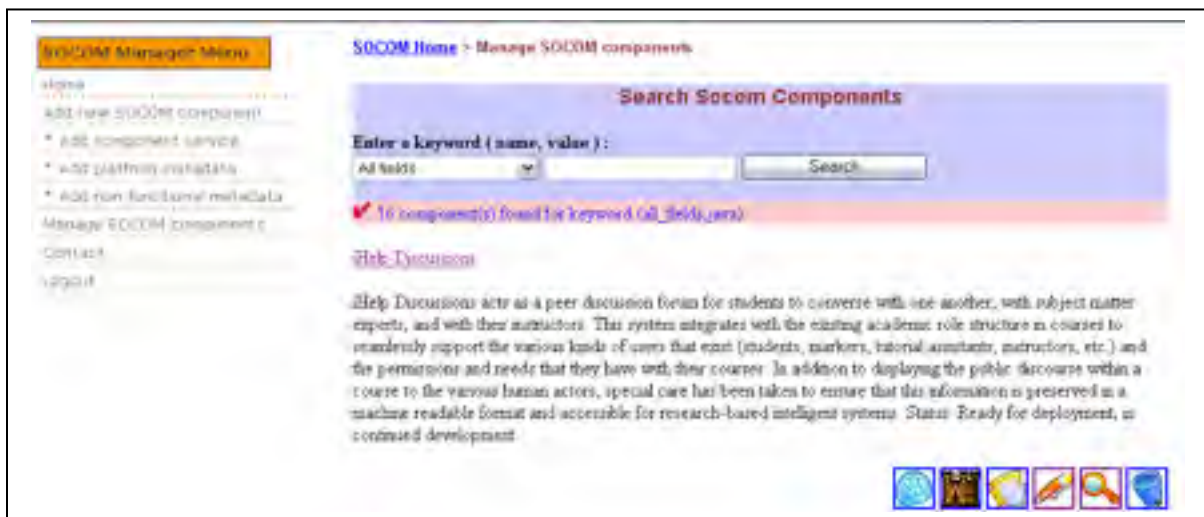 SOCOM Manager Menu
Home
Add new SOCOM component
* Add component service
* Add platform metadata
* Add non functional metadata
Manage SOCOM components
Contact
Logout
SOCOM Home > Manage SOCOM components
Search Socom Components
Enter a keyword ( name, value ) :
All fields
Search
16 component(s) found for keyword (all_fields,java)
iHelp Discussions
iHelp Discussions acts as a peer discussion forum for students to converse with one another, with subject matter
experts, and with their instructors. This system integrates with the existing academic role structure in courses to
seamlessly support the various kinds of users that exist (students, markers, tutorial assistants, instructors, etc.) and
the permissions and needs that they have with their courses. In addition to displaying the public discourse within a
course to the various human actors, special care has been taken to ensure that this information is preserved in a
machine readable format and accessible for research-based intelligent systems. Status: Ready for deployment, in
continued development